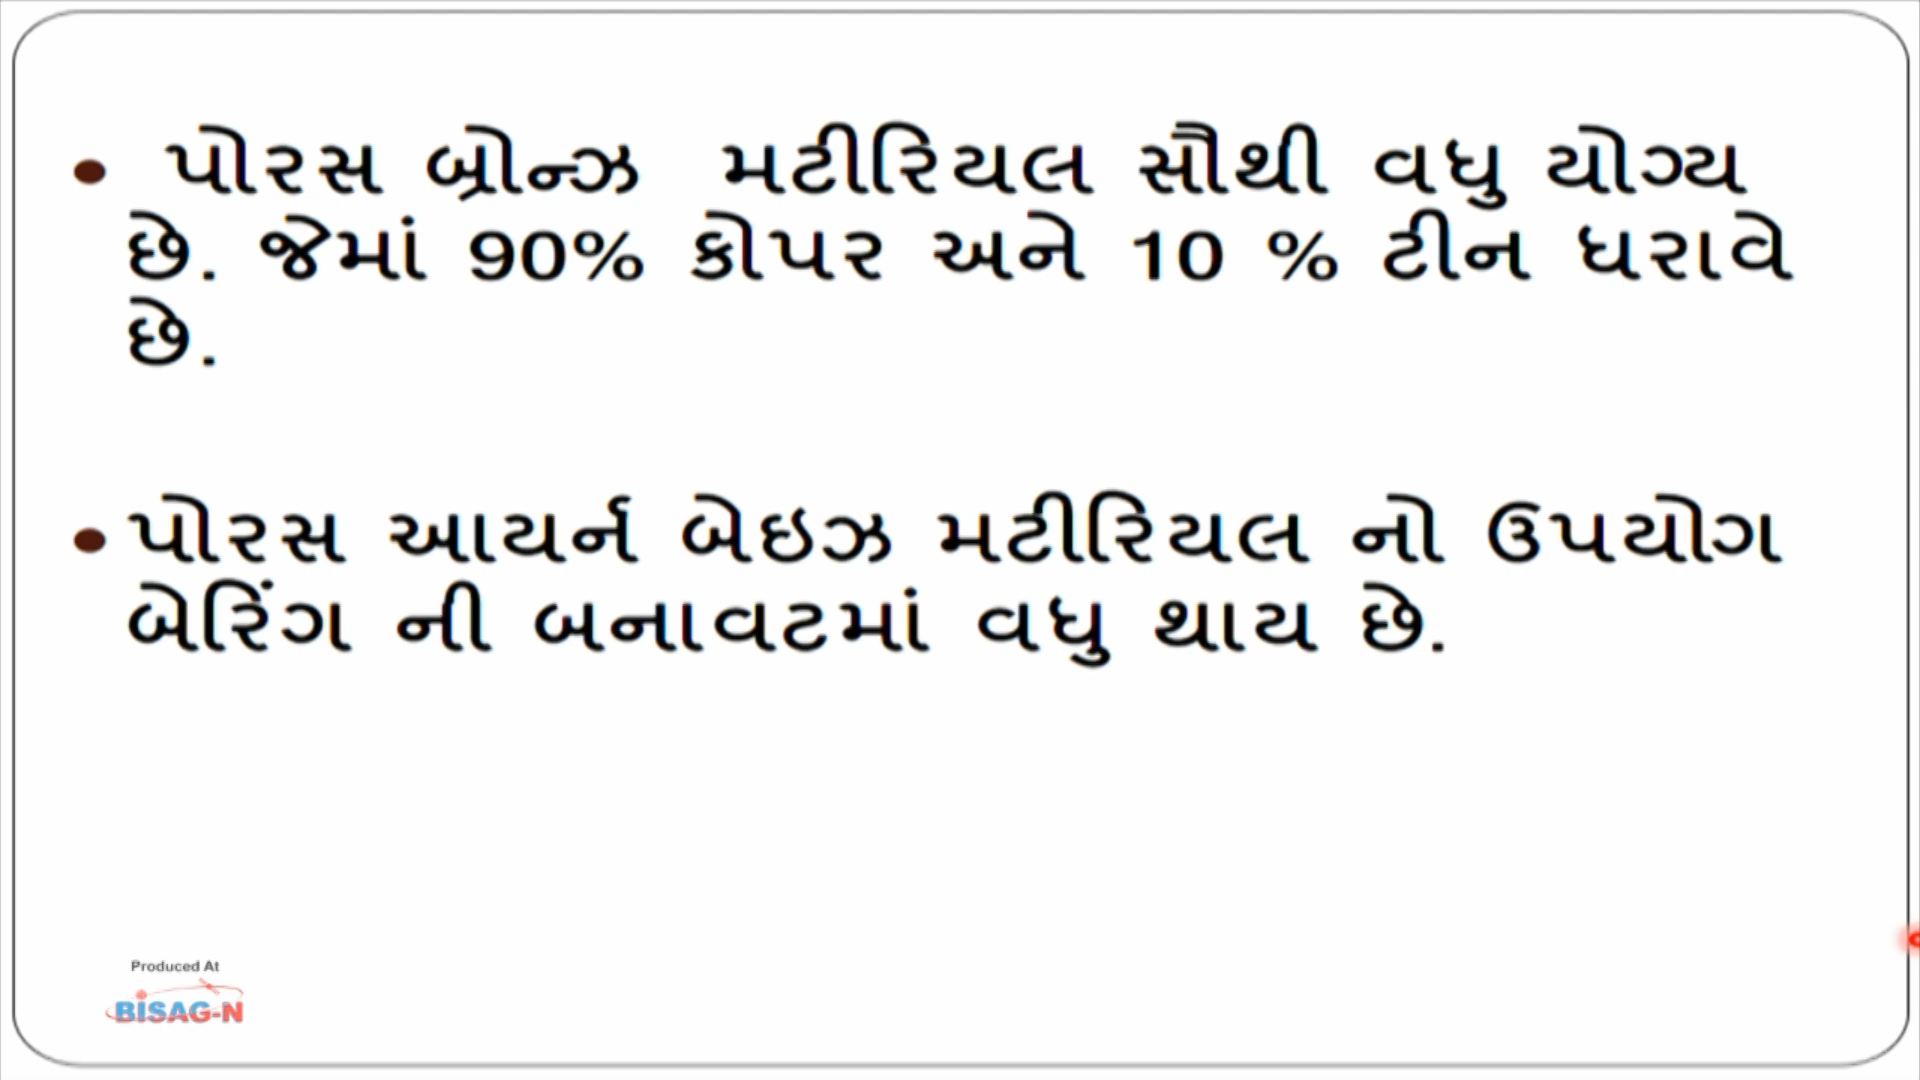 • પોરસ બ્રોન્ઝ મટીરિયલ સૌથી વધુ યોગ્ય
છે. જેમાં 90% કોપર અને 10 % ટીન ધરાવે
છે.
• પોરસ આયર્ન બેઇઝ મટીરિયલ નો ઉપયોગ
બેરિંગ ની બનાવટમાં વધુ થાય છે.
Produced At
BISAG-N